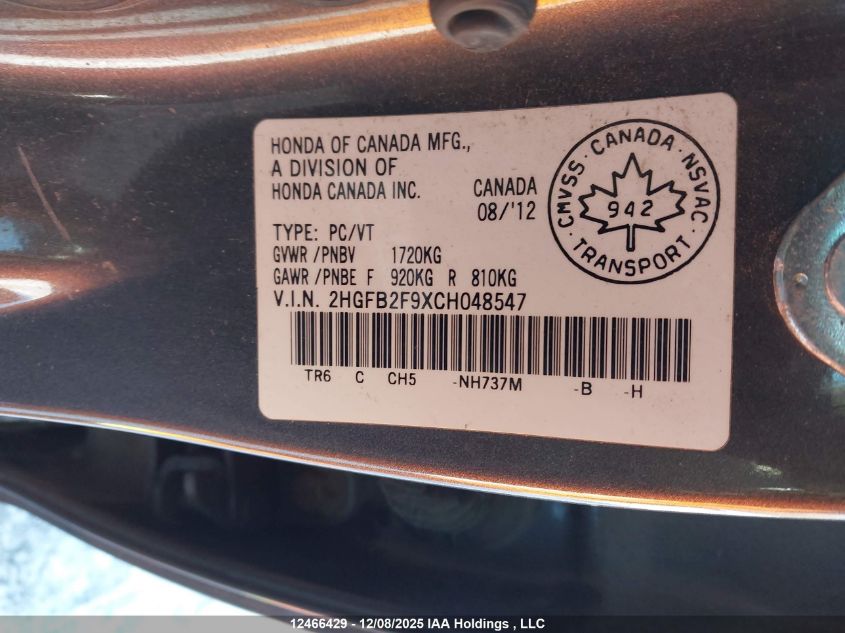 HONDA OF CANADA MFG.,
A DIVISION OF
HONDA CANADA INC.
CANADA
08/'12
TYPE: PC/VT
GVWR/PNBV 1720KG
GAWR/PNBE F 920KG R 810KG
V.I.N. 2HGFB2F9XCH048547
TR6 C CH5 -NH737M -B -H
CMVSS · CANADA · NSVAC ·
942
TRANSPORT
12466429 - 12/08/2025 IAA Holdings , LLC